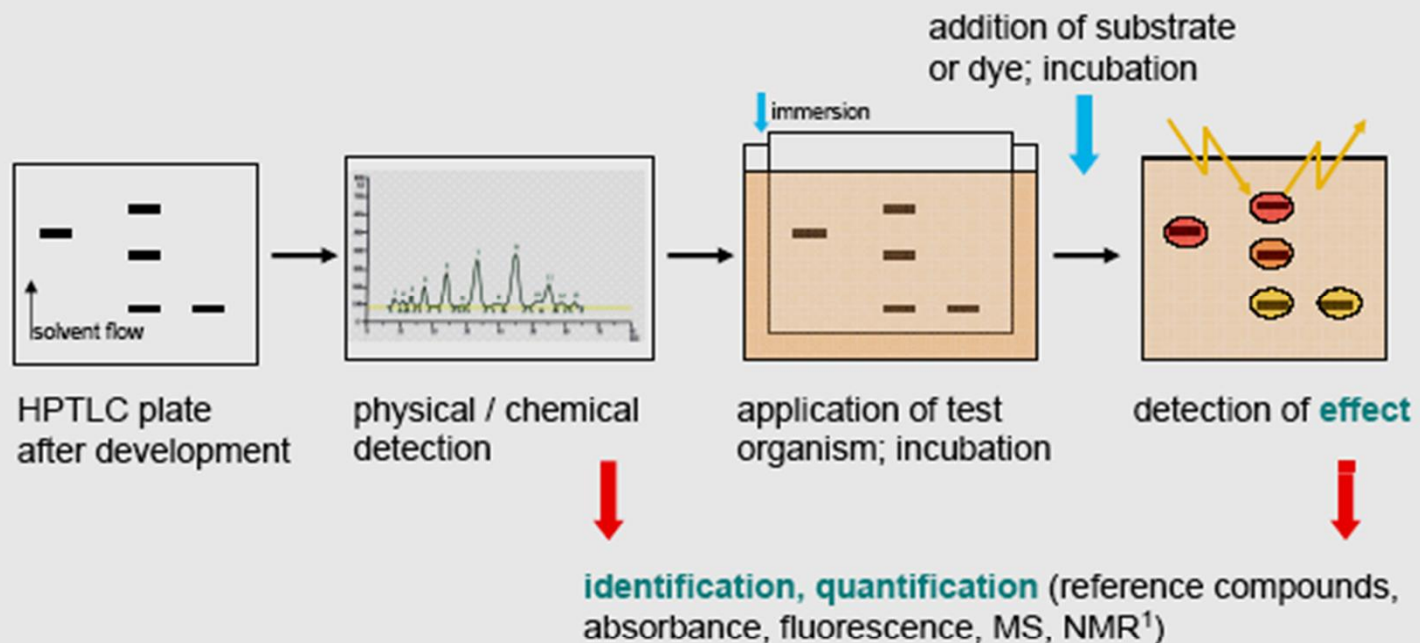 addition of substrate
or dye; incubation
immersion
solvent flow
HPTLC plate
after development
physical / chemical
detection
application of test
organism; incubation
detection of effect
identification, quantification (reference compounds,
absorbance, fluorescence, MS, NMR¹)